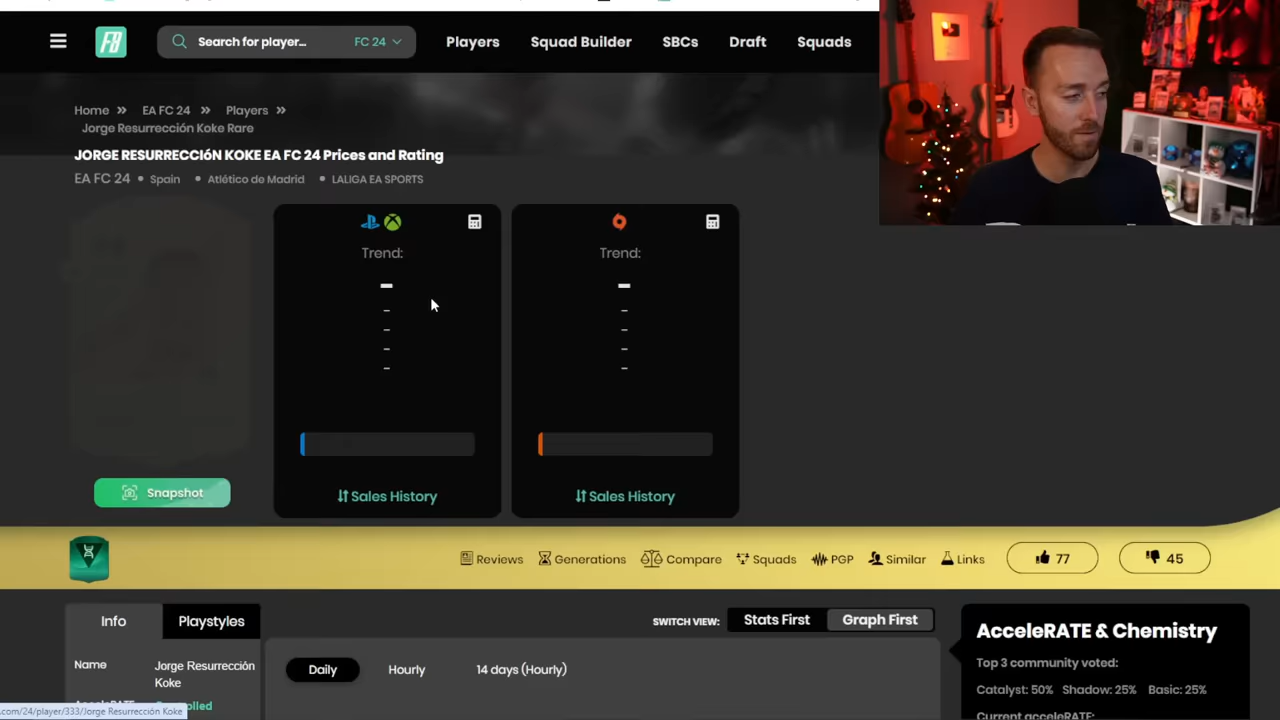 FB
Search for player...
FC 24
Players
Squad Builder
SBCs
Draft
Squads
Home » EA FC 24 » Players »
Jorge Resurrección Koke Rare
JORGE RESURRECCIóN KOKE EA FC 24 Prices and Rating
EA FC 24 • Spain • Atlético de Madrid • LALIGA EA SPORTS
Trend:
Trend:
Sales History
Sales History
Snapshot
Reviews
Generations
Compare
Squads
PGP
Similar
Links
77
45
Info
Playstyles
SWITCH VIEW:
Stats First
Graph First
Name
Jorge Resurrección
Koke
Daily
Hourly
14 days (Hourly)
AcceleRATE & Chemistry
Top 3 community voted:
Catalyst: 50% Shadow: 25% Basic: 25%
Current acceleRATE:
.com/24/player/333/Jorge Resurrección Koke